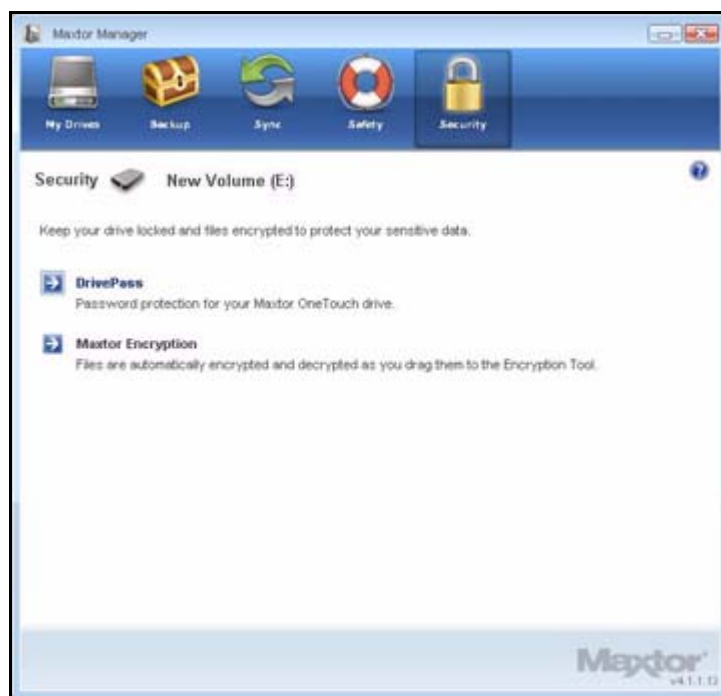 Maxtor Manager
My Drives Backup Sync Safety Security
Security New Volume (E:)
Keep your drive locked and files encrypted to protect your sensitive data.
DrivePass
Password protection for your Maxtor OneTouch drive.
Maxtor Encryption
Files are automatically encrypted and decrypted as you drag them to the Encryption Tool.
Maxtor